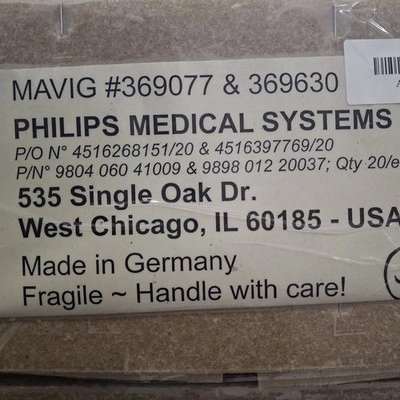 MAVIG #369077 & 369630
PHILIPS MEDICAL SYSTEMS
P/O N° 4516268151/20 & 4516397769/20
P/N° 9804 060 41009 & 9898 012 20037; Qty 20/e
535 Single Oak Dr.
West Chicago, IL 60185 - USA
Made in Germany
Fragile ~ Handle with care!